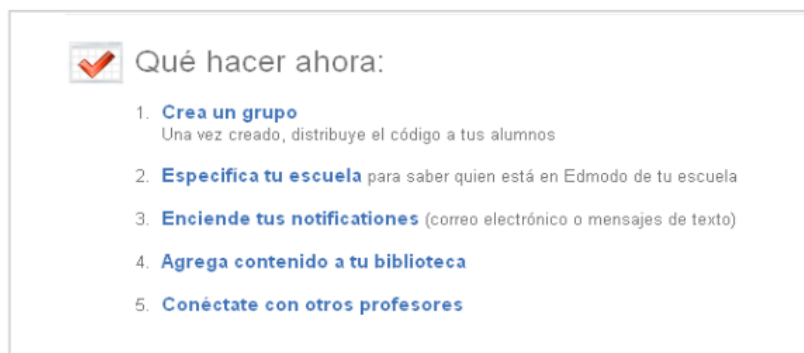 Qué hacer ahora:
1. Crea un grupo
Una vez creado, distribuye el código a tus alumnos
2. Especifica tu escuela para saber quien está en Edmodo de tu escuela
3. Enciende tus notificationes (correo electrónico o mensajes de texto)
4. Agrega contenido a tu biblioteca
5. Conéctate con otros profesores